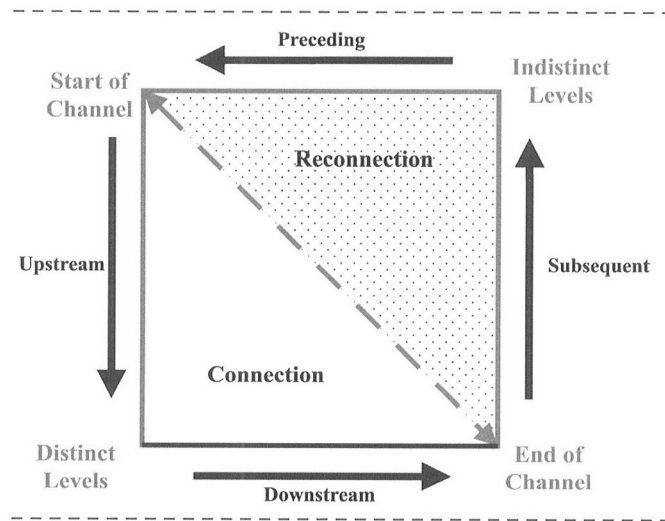 Preceding
Start of
Channel
Indistinct
Levels
Reconnection
Upstream
Subsequent
Connection
Distinct
Levels
End of
Channel
Downstream